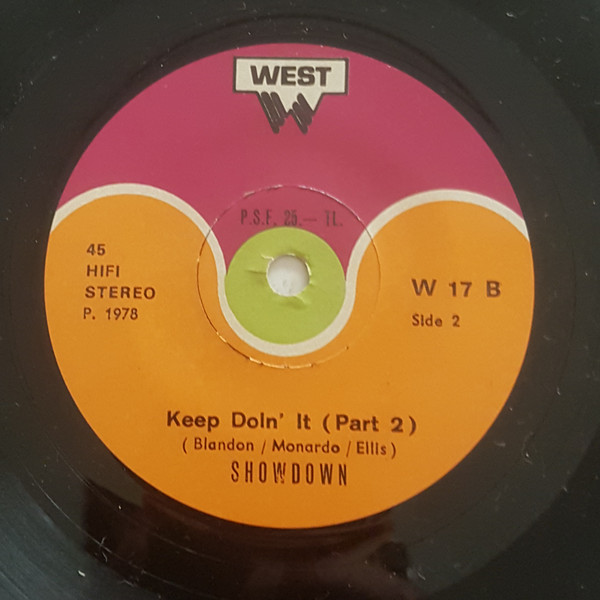 WEST
W
P.S.F. 25.— TL.
45
HIFI
STEREO
P. 1978
W 17 B
Side 2
Keep Doin' It (Part 2)
(Blandon / Monardo / Ellis)
SHOWDOWN